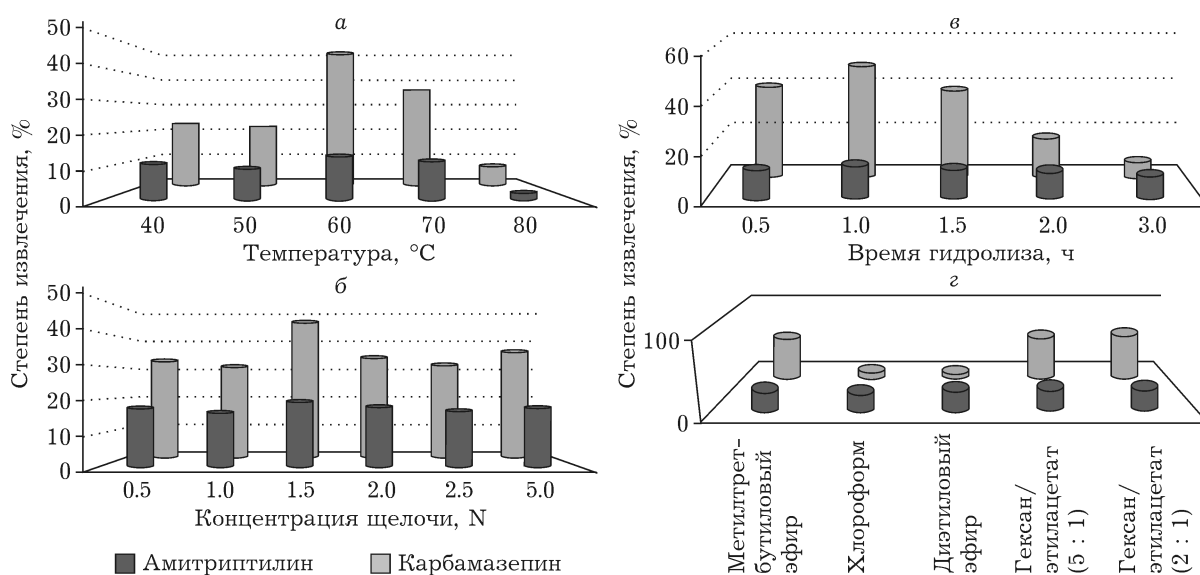 а
Степень извлечения, %
50
40
30
20
10
0
40 50 60 70 80
Температура, °C
б
50
40
30
20
10
0
0.5 1.0 1.5 2.0 2.5 5.0
Концентрация щелочи, N
Амитриптилин Карбамазепин
в
Степень извлечения, %
60
40
20
0
0.5 1.0 1.5 2.0 3.0
Время гидролиза, ч
г
100
0
Метилтрет-
бутиловый
эфир
Хлороформ
Диэтиловый
эфир
Гексан/
этилацетат
(5 : 1)
Гексан/
этилацетат
(2 : 1)